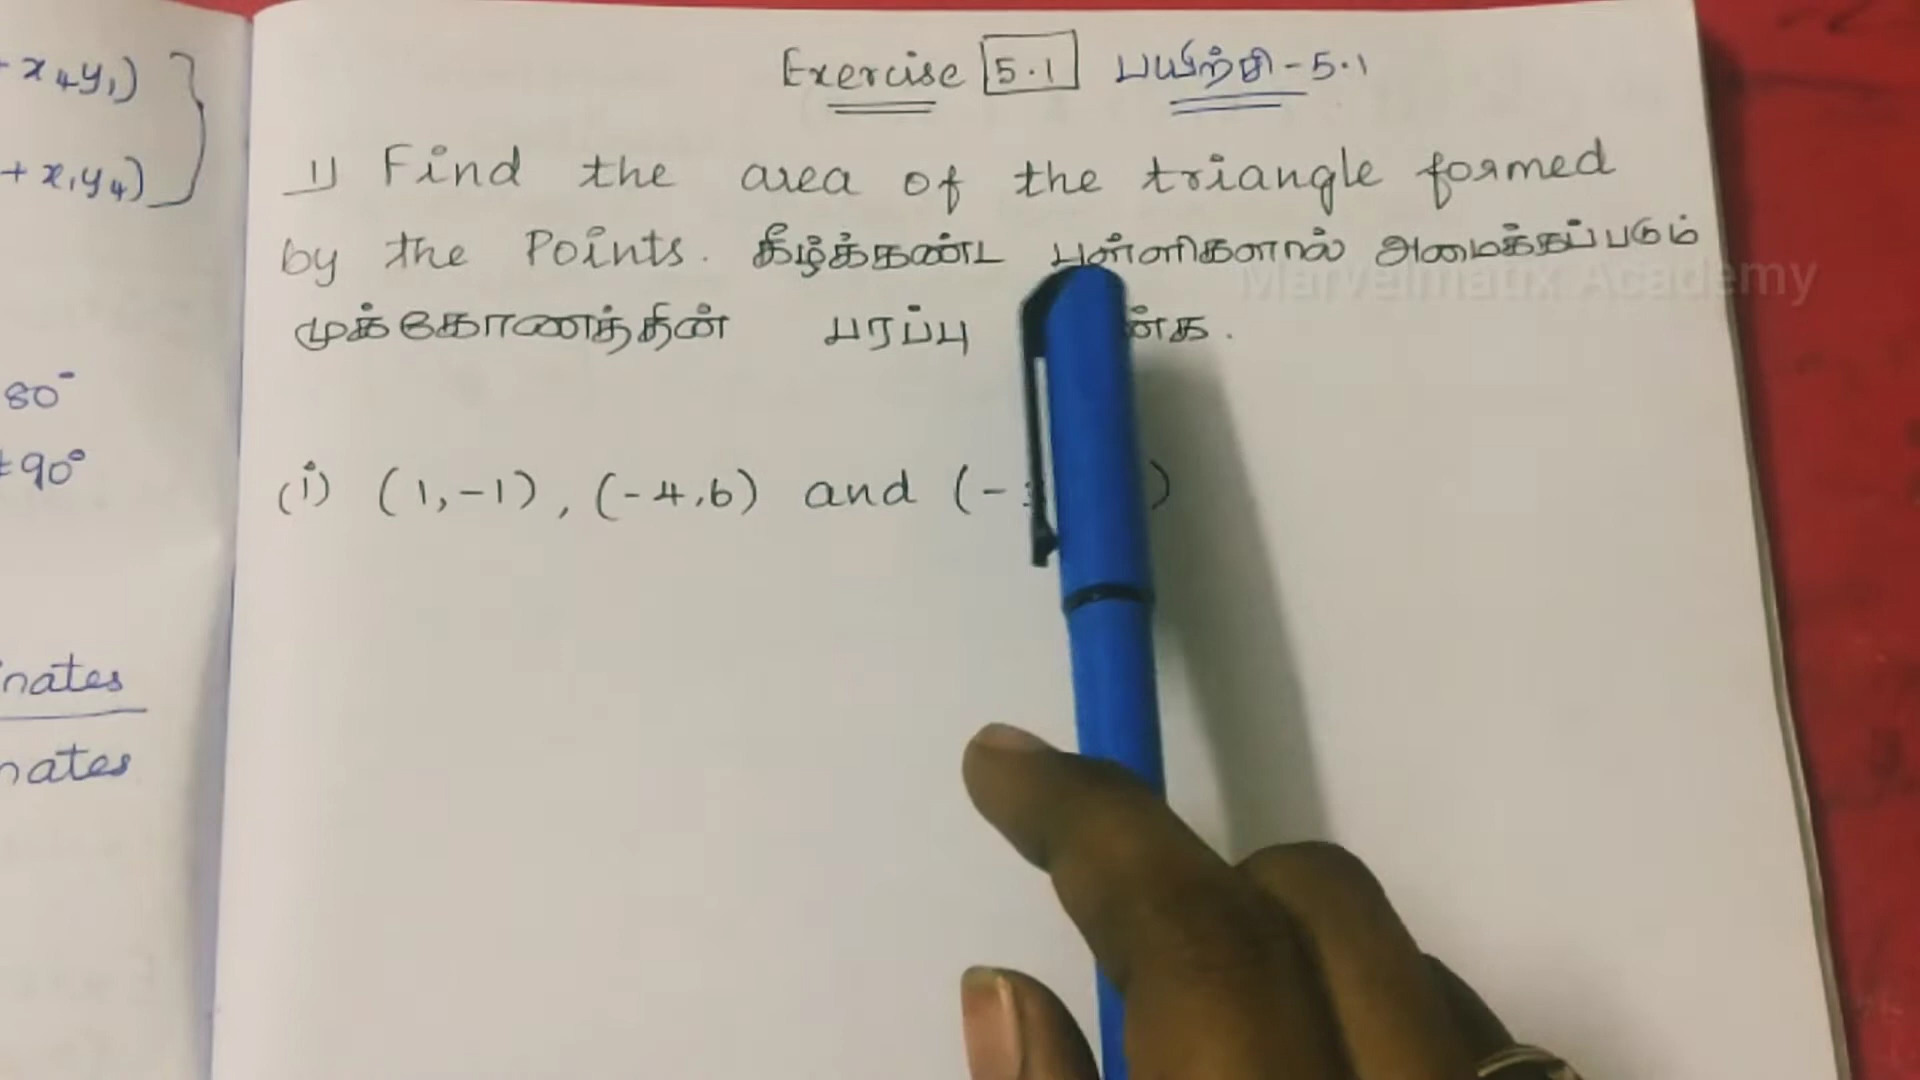 x₄y₁)
+ x₁y₄)
80°
90°
nates
nates
Exercise 5.1 பயிற்சி - 5.1
1) Find the area of the triangle formed
by the Points. கீழ்க்கண்ட புள்ளிகளால் அமைக்கப்படும்
முக்கோணத்தின் பரப்பு
(i) (1,-1), (-4,6) and (-
Marvelmatix Academy